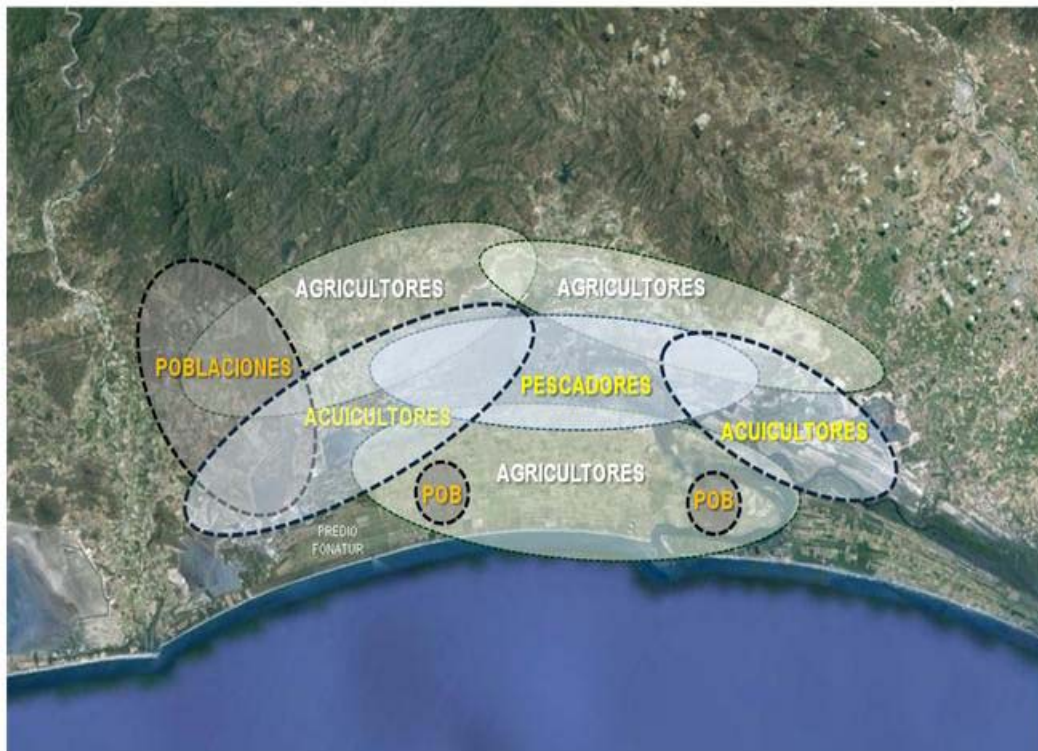 AGRICULTORES
AGRICULTORES
POBLACIONES
PESCADORES
ACUICULTORES
ACUICULTORES
AGRICULTORES
POB
POB
PREDIO
FONATUR